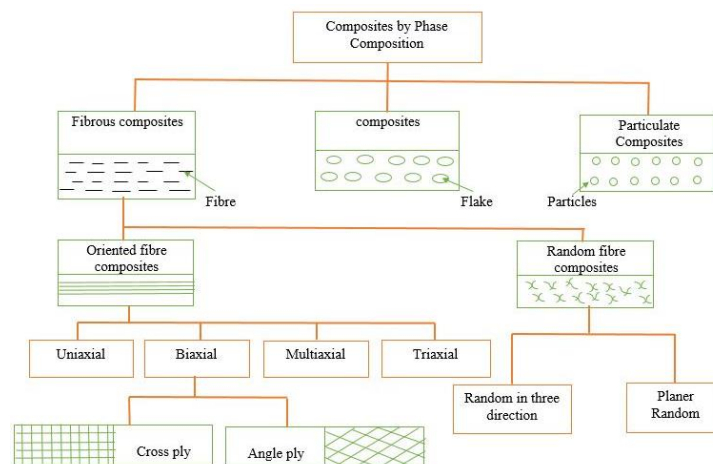 Composites by Phase
Composition
Fibrous composites
composites
Particulate
Composites
Fibre
Flake
Particles
Oriented fibre
composites
Random fibre
composites
Uniaxial
Biaxial
Multiaxial
Triaxial
Random in three
direction
Planer
Random
Cross ply
Angle ply